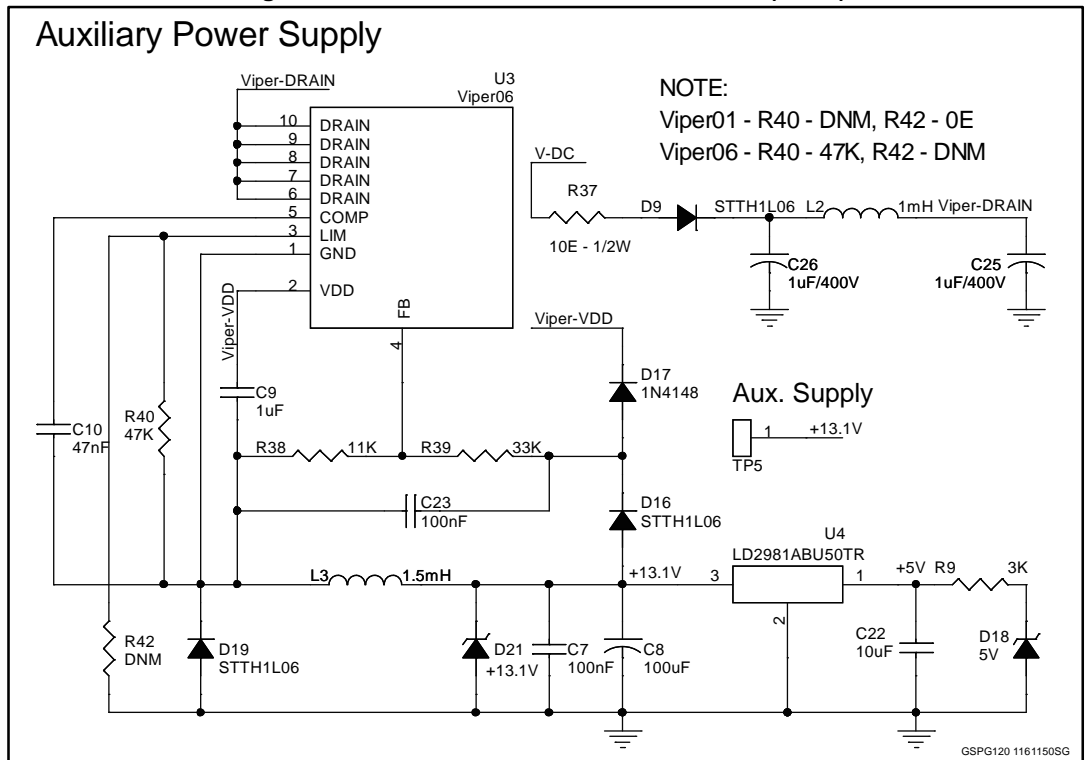 Auxiliary Power Supply
Viper-DRAIN
U3
Viper06
NOTE:
Viper01 - R40 - DNM, R42 - 0E
Viper06 - R40 - 47K, R42 - DNM
10 DRAIN
9 DRAIN
8 DRAIN
7 DRAIN
6 DRAIN
5 COMP
3 LIM
1 GND
2 VDD
FB
4
V-DC
R37
10E - 1/2W
D9
STTH1L06
L2
1mH
Viper-DRAIN
C26
1uF/400V
C25
1uF/400V
Viper-VDD
Viper-VDD
D17
1N4148
C9
1uF
Aux. Supply
1
+13.1V
TP5
C10
47nF
R40
47K
R38
11K
R39
33K
C23
100nF
D16
STTH1L06
U4
LD2981ABU50TR
L3
1.5mH
+13.1V
3
1
2
+5V
R9
3K
R42
DNM
D19
STTH1L06
D21
+13.1V
C7
100nF
C8
100uF
C22
10uF
D18
5V
GSPG120 1161150SG